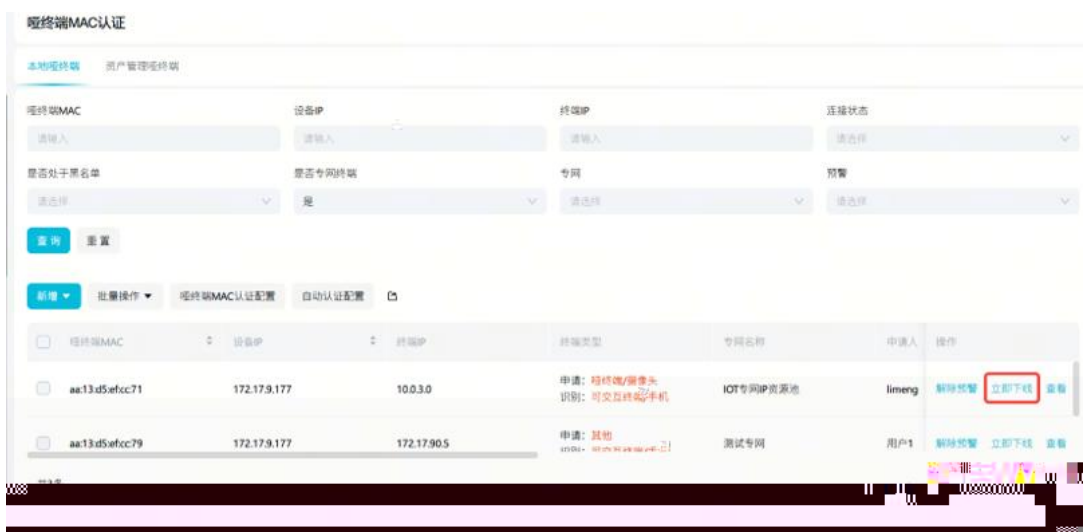 哑终端MAC认证
本地哑终端 资产管理哑终端
哑终端MAC 设备IP 终端IP 连接状态
请输入 请输入 请输入 请选择
是否处于黑名单 是否专网终端 专网 预警
请选择 是 请选择 请选择
查询 重置
新增 批量操作 哑终端MAC认证配置 自动认证配置
哑终端MAC 设备IP 终端IP 终端类型 专网名称 申请人 操作
申请：哑终端/摄像头
aa:13:d5:ef:cc:71 172.17.9.177 10.0.3.0 IOT专网IP资源池 limeng 解除预警 立即下线 查看
识别：可交互终端/手机
申请：其他
aa:13:d5:ef:cc:79 172.17.9.177 172.17.90.5 测试专网 用户1 解除预警 立即下线 查看